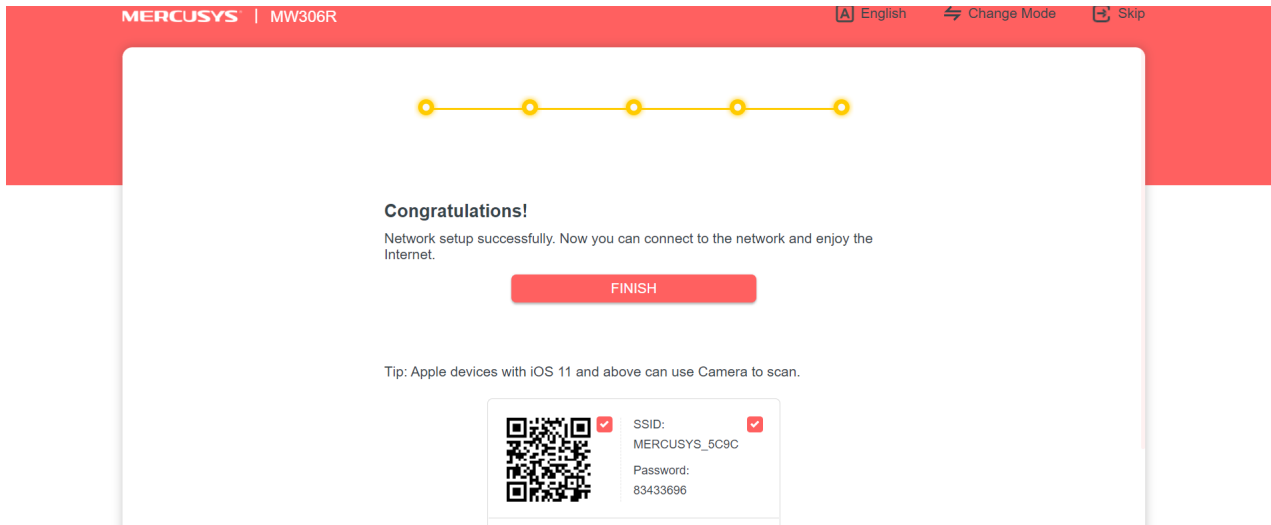 MERCUSYS | MW306R
English
Change Mode
Skip
Congratulations!
Network setup successfully. Now you can connect to the network and enjoy the
Internet.
FINISH
Tip: Apple devices with iOS 11 and above can use Camera to scan.
SSID:
MERCUSYS_5C9C
Password:
83433696